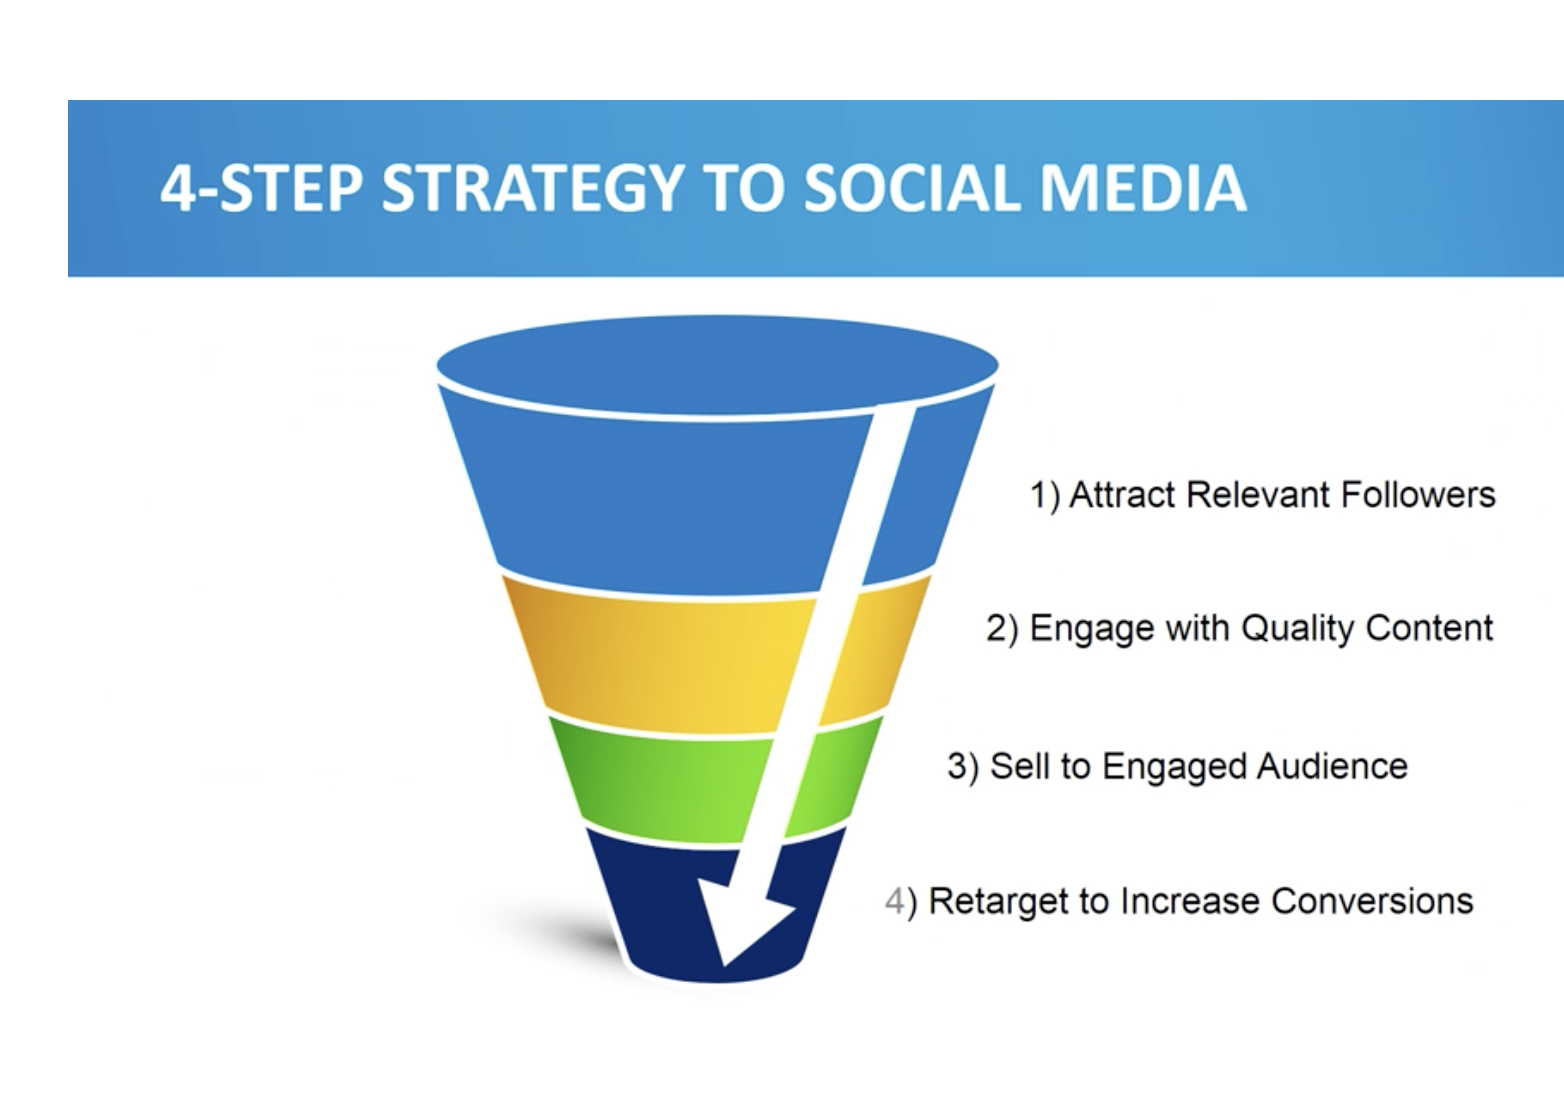 4-STEP STRATEGY TO SOCIAL MEDIA
1) Attract Relevant Followers
2) Engage with Quality Content
3) Sell to Engaged Audience
4) Retarget to Increase Conversions